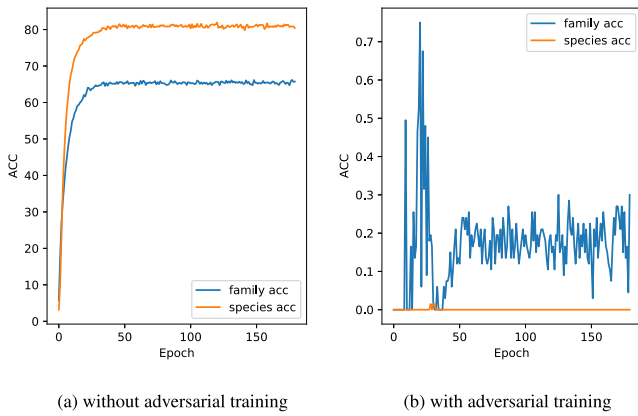 80
70
60
50
40
30
20
10
0
ACC
0
50
100
150
Epoch
family acc
species acc
0.7
0.6
0.5
0.4
0.3
0.2
0.1
0.0
ACC
0
50
100
150
Epoch
family acc
species acc
(a) without adversarial training
(b) with adversarial training